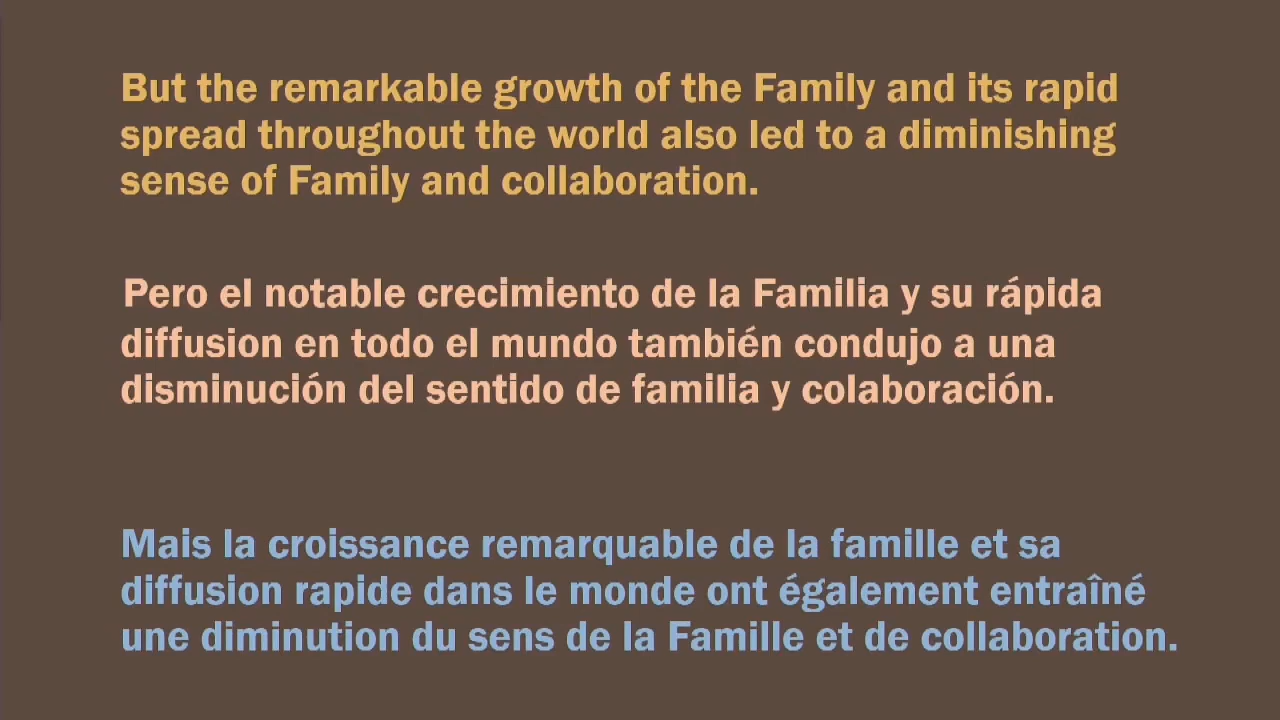 But the remarkable growth of the Family and its rapid
spread throughout the world also led to a diminishing
sense of Family and collaboration.
Pero el notable crecimiento de la Familia y su rápida
diffusion en todo el mundo también condujo a una
disminución del sentido de familia y colaboración.
Mais la croissance remarquable de la famille et sa
diffusion rapide dans le monde ont également entraîné
une diminution du sens de la Famille et de collaboration.